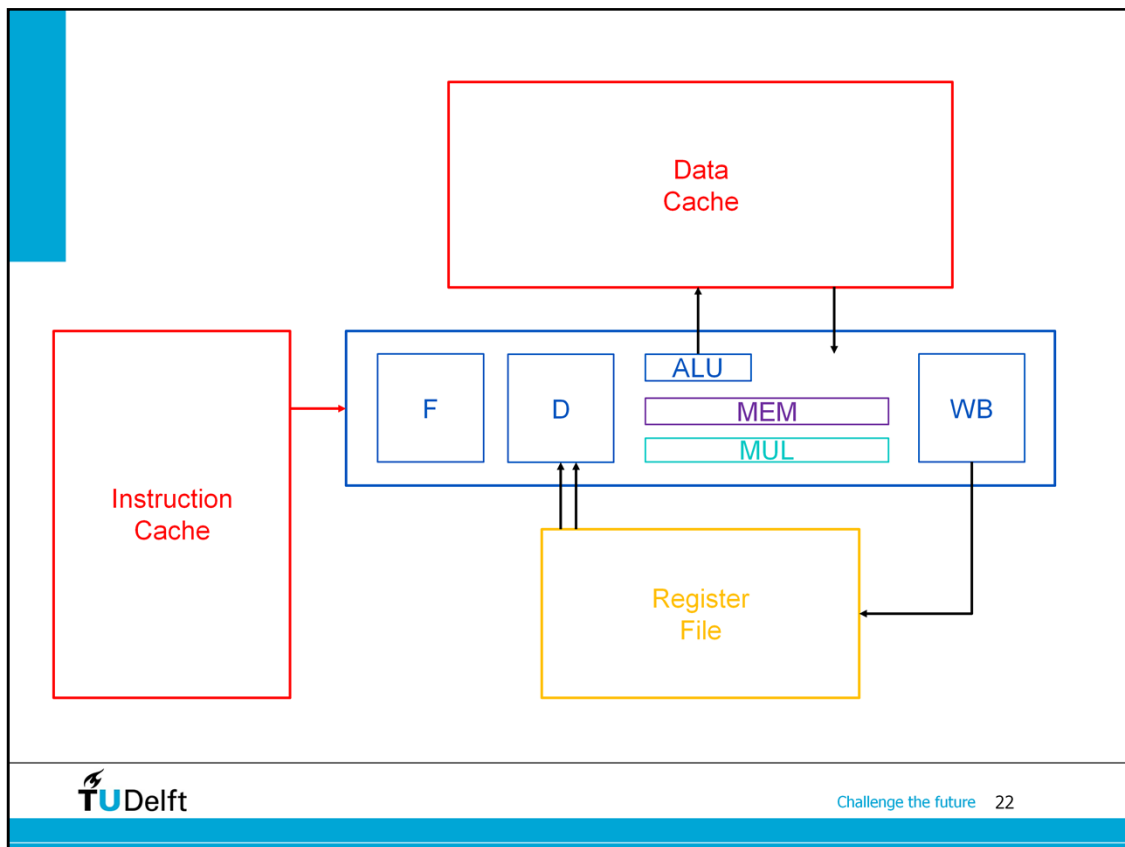 Data
Cache
ALU
F
D
MEM
WB
MUL
Instruction
Cache
Register
File
TUDelft
Challenge the future 22